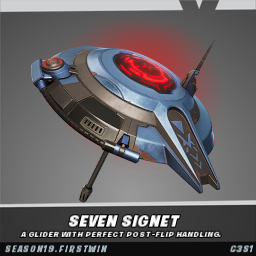 SEVEN SIGNET
A GLIDER WITH PERFECT POST-FLIP HANDLING.
SEASON19.FIRSTWIN
C3S1